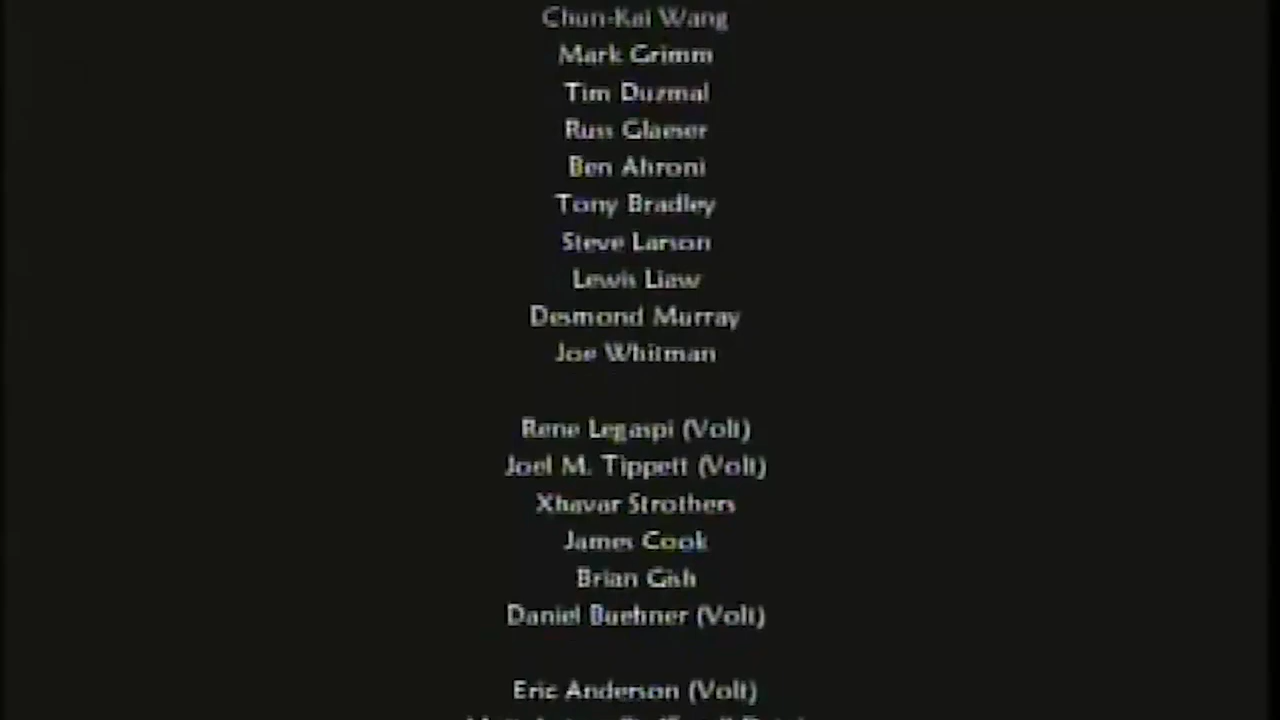 Chun-Kai Wang
Mark Grimm
Tim Duzmal
Russ Glaeser
Ben Ahroni
Tony Bradley
Steve Larson
Lewis Liaw
Desmond Murray
Joe Whitman
Rene Legaspi (Volt)
Joel M. Tippett (Volt)
Xhavar Strothers
James Cook
Brian Gish
Daniel Buehner (Volt)
Eric Anderson (Volt)